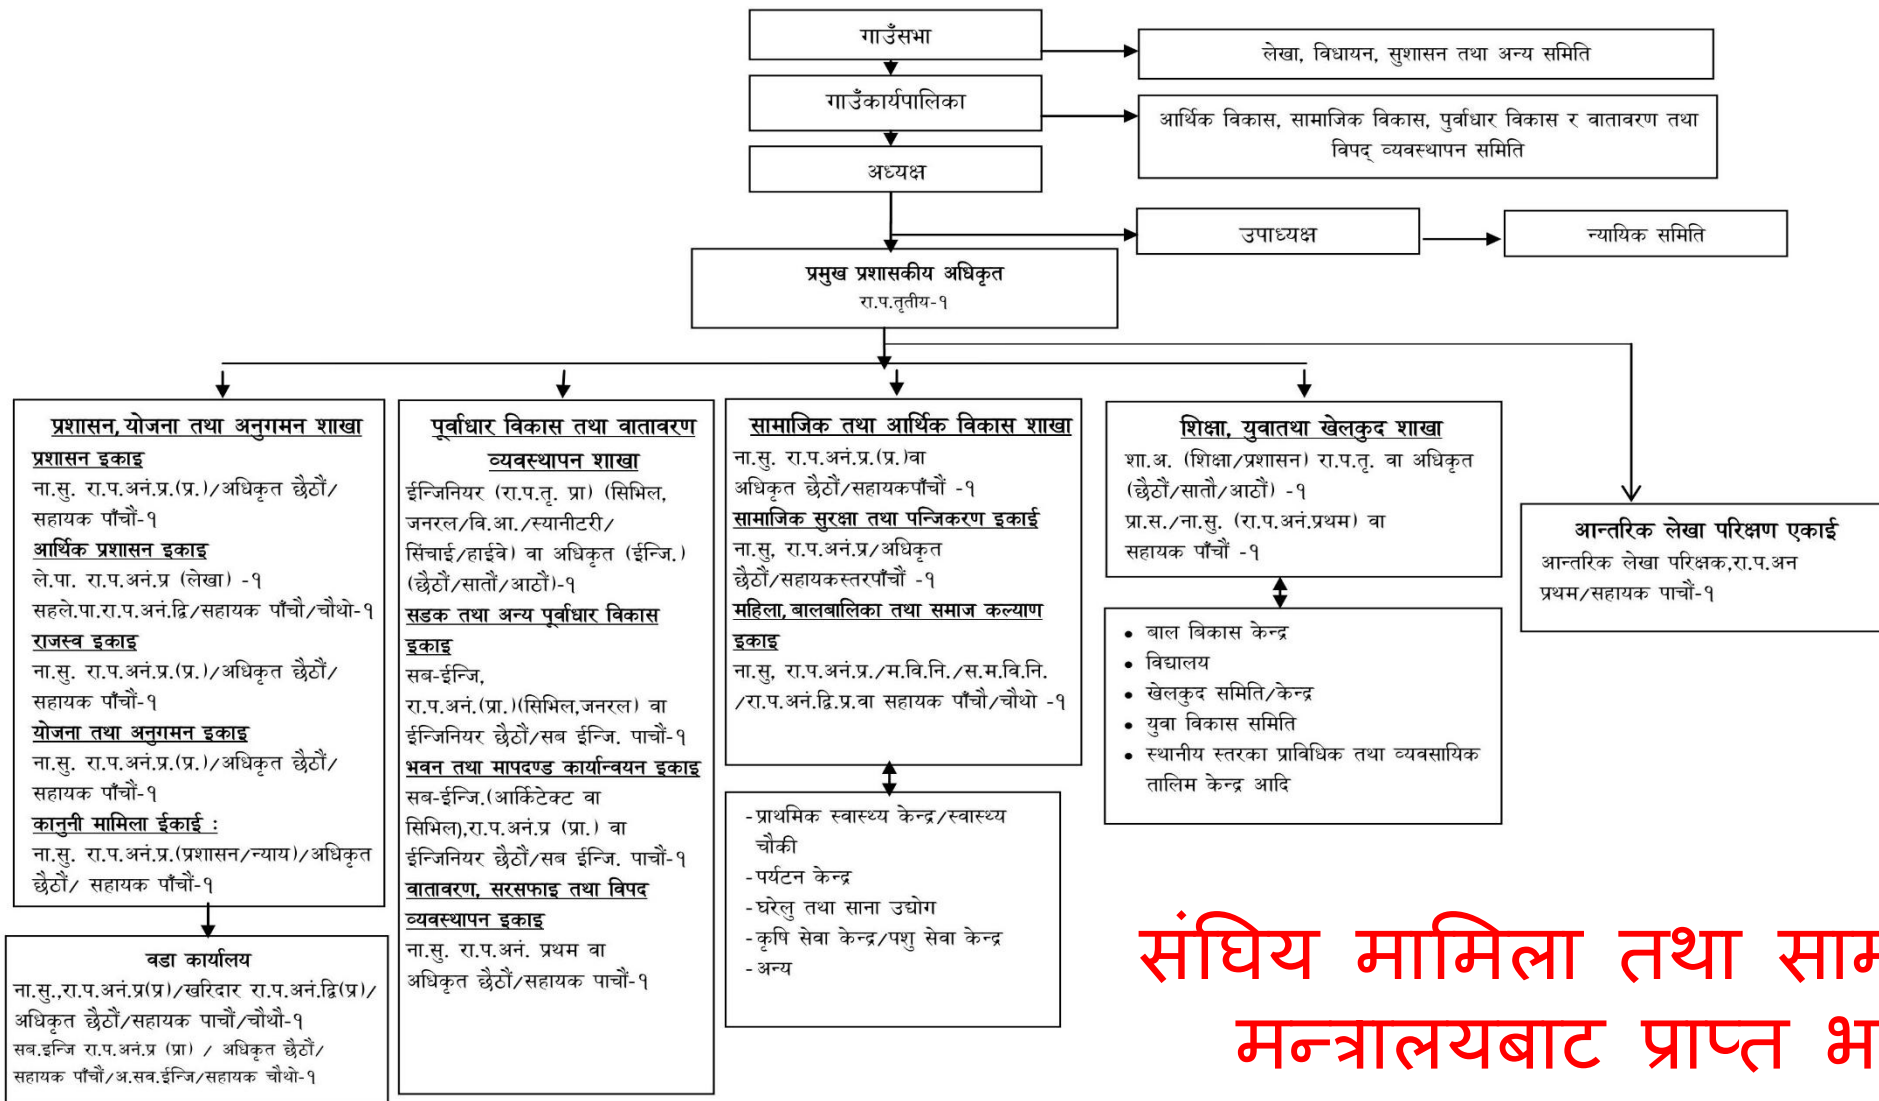 गाउँसभा
लेखा, विधायन, सुशासन तथा अन्य समिति
गाउँकार्यपालिका
आर्थिक विकास, सामाजिक विकास, पुर्वाधार विकास र वातावरण तथा
विपद् व्यवस्थापन समिति
अध्यक्ष
उपाध्यक्ष
न्यायिक समिति
प्रमुख प्रशासकीय अधिकृत
रा.प.तृतीय-१
प्रशासन, योजना तथा अनुगमन शाखा
प्रशासन इकाइ
ना.सु. रा.प.अनं.प्र.(प्र.)/अधिकृत छैठौं/
सहायक पाँचौं-१
आर्थिक प्रशासन इकाइ
ले.पा. रा.प.अनं.प्र (लेखा) -१
सहले.पा.रा.प.अनं.द्वि/सहायक पाँचौ/चौथो-१
राजस्व इकाइ
ना.सु. रा.प.अनं.प्र.(प्र.)/अधिकृत छैठौं/
सहायक पाँचौं-१
योजना तथा अनुगमन इकाइ
ना.सु. रा.प.अनं.प्र.(प्र.)/अधिकृत छैठौं/
सहायक पाँचौं-१
कानुनी मामिला ईकाई :
ना.सु. रा.प.अनं.प्र.(प्रशासन/न्याय)/अधिकृत
छैठौं/ सहायक पाँचौं-१
वडा कार्यालय
ना.सु.,रा.प.अनं.प्र(प्र)/खरिदार रा.प.अनं.द्वि(प्र)/
अधिकृत छैठौं/सहायक पाचौं/चौथौ-१
सब.इन्जि रा.प.अनं.प्र (प्रा) / अधिकृत छैठौं/
सहायक पाँचौं/अ.सव.ईन्जि/सहायक चौथो-१
पूर्वाधार विकास तथा वातावरण
व्यवस्थापन शाखा
ईन्जिनियर (रा.प.तृ. प्रा) (सिभिल,
जनरल/वि.आ./स्यानीटरी/
सिंचाई/हाईवे) वा अधिकृत (ईन्जि.)
(छैठौं/सातौं/आठौं)-१
सडक तथा अन्य पूर्वाधार विकास
इकाइ
सब-ईन्जि,
रा.प.अनं.(प्रा.)(सिभिल,जनरल) वा
ईन्जिनियर छैठौं/सब ईन्जि. पाचौं-१
भवन तथा मापदण्ड कार्यान्वयन इकाइ
सब-ईन्जि.(आर्किटेक्ट वा
सिभिल),रा.प.अनं.प्र (प्रा.) वा
ईन्जिनियर छैठौं/सब ईन्जि. पाचौं-१
वातावरण, सरसफाइ तथा विपद
व्यवस्थापन इकाइ
ना.सु. रा.प.अनं. प्रथम वा
अधिकृत छैठौं/सहायक पाचौं-१
सामाजिक तथा आर्थिक विकास शाखा
ना.सु. रा.प.अनं.प्र.(प्र.)वा
अधिकृत छैठौं/सहायकपाँचौं -१
सामाजिक सुरक्षा तथा पन्जिकरण इकाई
ना.सु, रा.प.अनं.प्र/अधिकृत
छैठौं/सहायकस्तरपाँचौं -१
महिला, बालबालिका तथा समाज कल्याण
इकाइ
ना.सु, रा.प.अनं.प्र./म.वि.नि./स.म.वि.नि.
/रा.प.अनं.द्वि.प्र.वा सहायक पाँचौ/चौथो -१
-प्राथमिक स्वास्थ्य केन्द्र/स्वास्थ्य
चौकी
-पर्यटन केन्द्र
-घरेलु तथा साना उद्योग
-कृषि सेवा केन्द्र/पशु सेवा केन्द्र
-अन्य
शिक्षा, युवातथा खेलकुद शाखा
शा.अ. (शिक्षा/प्रशासन) रा.प.तृ. वा अधिकृत
(छैठौं/सातौ/आठौं) -१
प्रा.स./ना.सु. (रा.प.अनं.प्रथम) वा
सहायक पाँचौं -१
• बाल बिकास केन्द्र
• विद्यालय
• खेलकुद समिति/केन्द्र
• युवा विकास समिति
• स्थानीय स्तरका प्राविधिक तथा व्यवसायिक
तालिम केन्द्र आदि
आन्तरिक लेखा परिक्षण एकाई
आन्तरिक लेखा परिक्षक,रा.प.अन
प्रथम/सहायक पाचौं-१
संघिय मामिला तथा साम
मन्त्रालयबाट प्राप्त भ